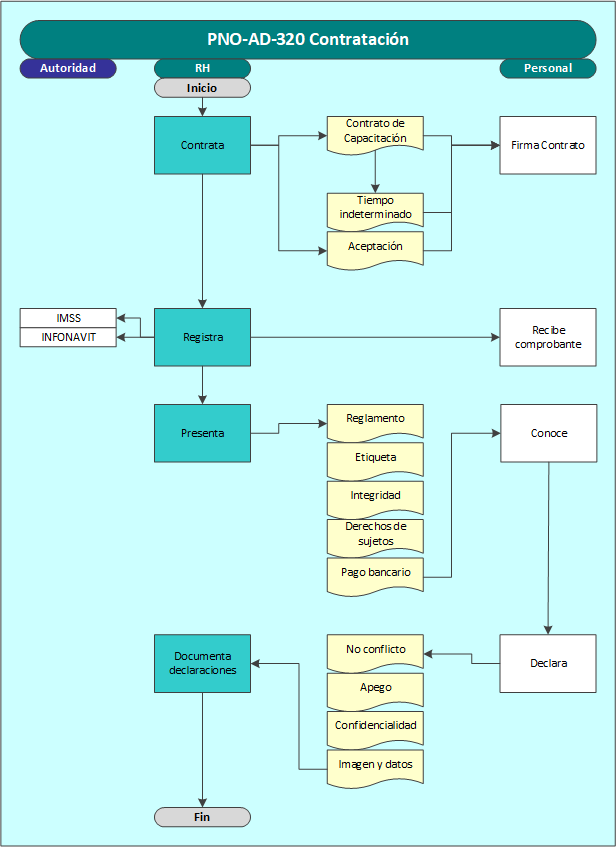 PNO-AD-320 Contratación
Autoridad
RH
Personal
Inicio
Contrata
Contrato de
Capacitación
Firma Contrato
Tiempo
indeterminado
Aceptación
IMSS
INFONAVIT
Registra
Recibe
comprobante
Presenta
Reglamento
Conoce
Etiqueta
Integridad
Derechos de
sujetos
Pago bancario
Documenta
declaraciones
No conflicto
Declara
Apego
Confidencialidad
Imagen y datos
Fin